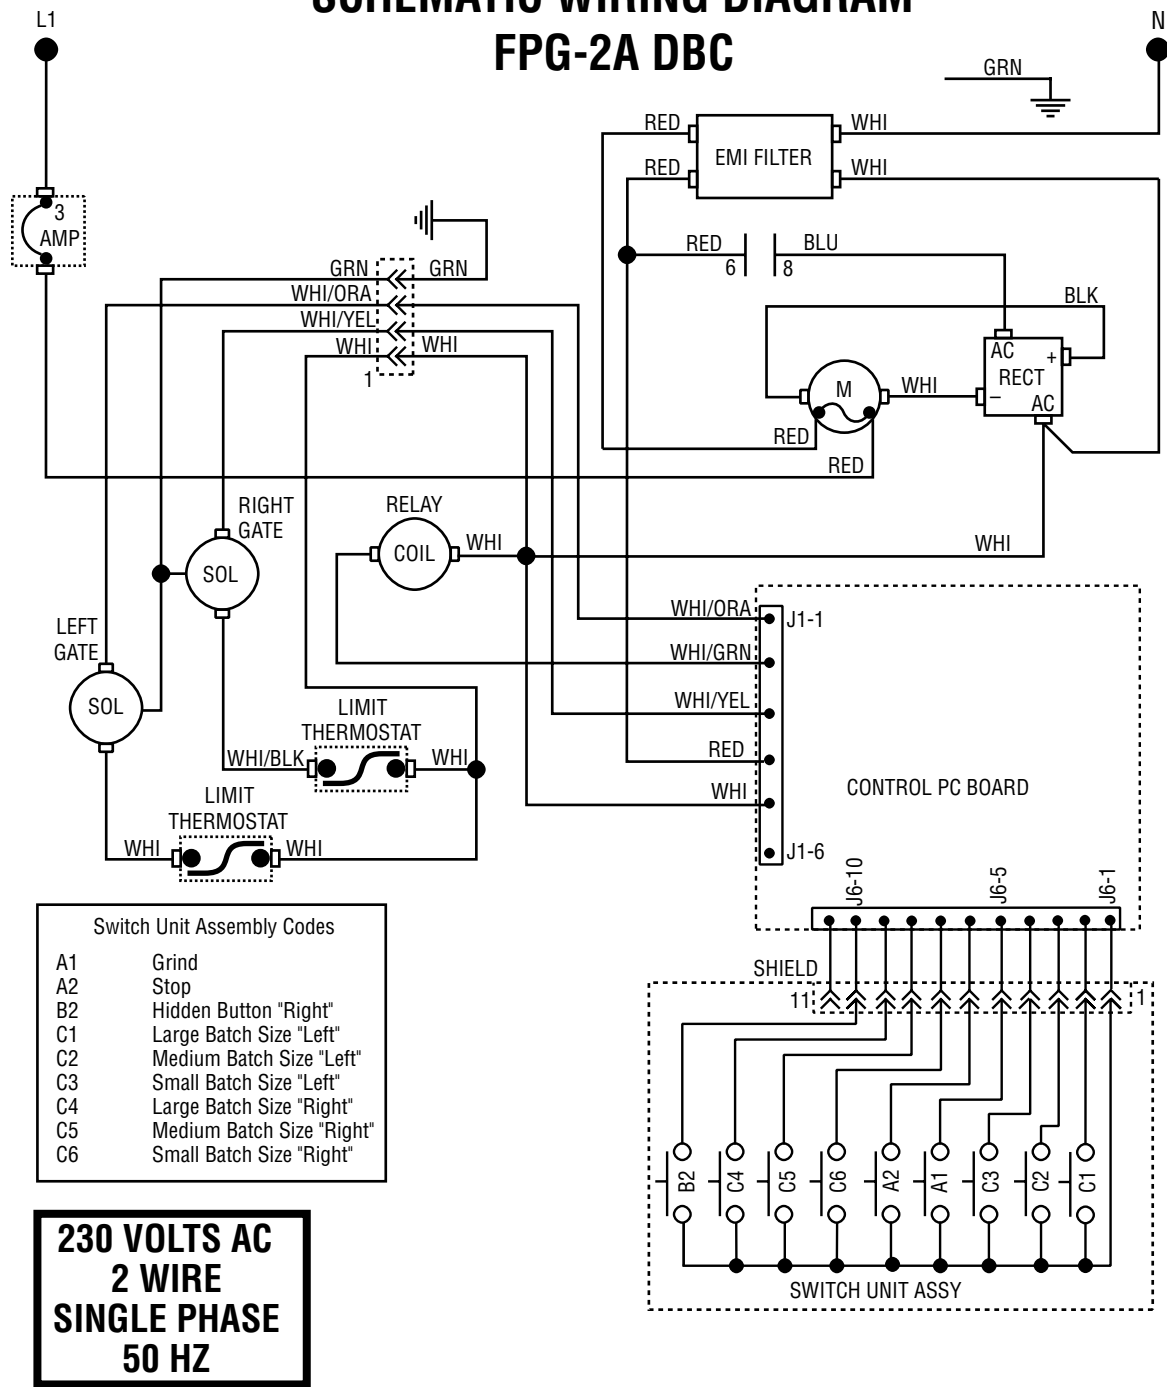 SCHEMATIC WIRING DIAGRAM
FPG-2A DBC
L1
N
GRN
RED
WHI
EMI FILTER
RED
WHI
3
AMP
RED
BLU
6
8
GRN
GRN
WHI/ORA
WHI/YEL
WHI
WHI
1
BLK
AC
+
RECT
–
AC
M
WHI
RED
RED
RIGHT
GATE
SOL
RELAY
COIL
WHI
WHI
LEFT
GATE
SOL
WHI/ORA
J1-1
WHI/GRN
WHI/YEL
RED
WHI
J1-6
CONTROL PC BOARD
LIMIT
THERMOSTAT
WHI/BLK
WHI
LIMIT
THERMOSTAT
WHI
WHI
J6-10
J6-5
J6-1
SHIELD
11
1
Switch Unit Assembly Codes
A1 Grind
A2 Stop
B2 Hidden Button "Right"
C1 Large Batch Size "Left"
C2 Medium Batch Size "Left"
C3 Small Batch Size "Left"
C4 Large Batch Size "Right"
C5 Medium Batch Size "Right"
C6 Small Batch Size "Right"
B2
C4
C5
C6
A2
A1
C3
C2
C1
SWITCH UNIT ASSY
230 VOLTS AC
2 WIRE
SINGLE PHASE
50 HZ